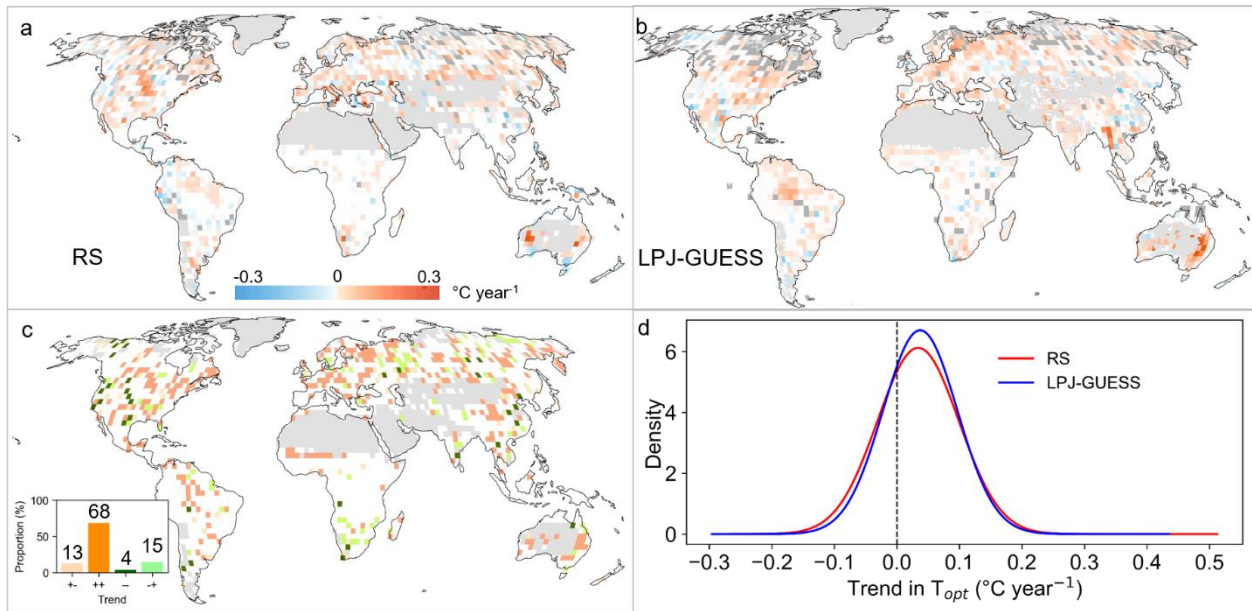 a
RS
-0.3 0 0.3
°C year⁻¹
b
LPJ-GUESS
c
Proportion (%)
100
50
0
13 68 4 15
+- ++ -- -+
Trend
d
Density
6
4
2
0
RS
LPJ-GUESS
−0.3 −0.2 −0.1 0.0 0.1 0.2 0.3 0.4 0.5
Trend in Topt (°C year⁻¹)